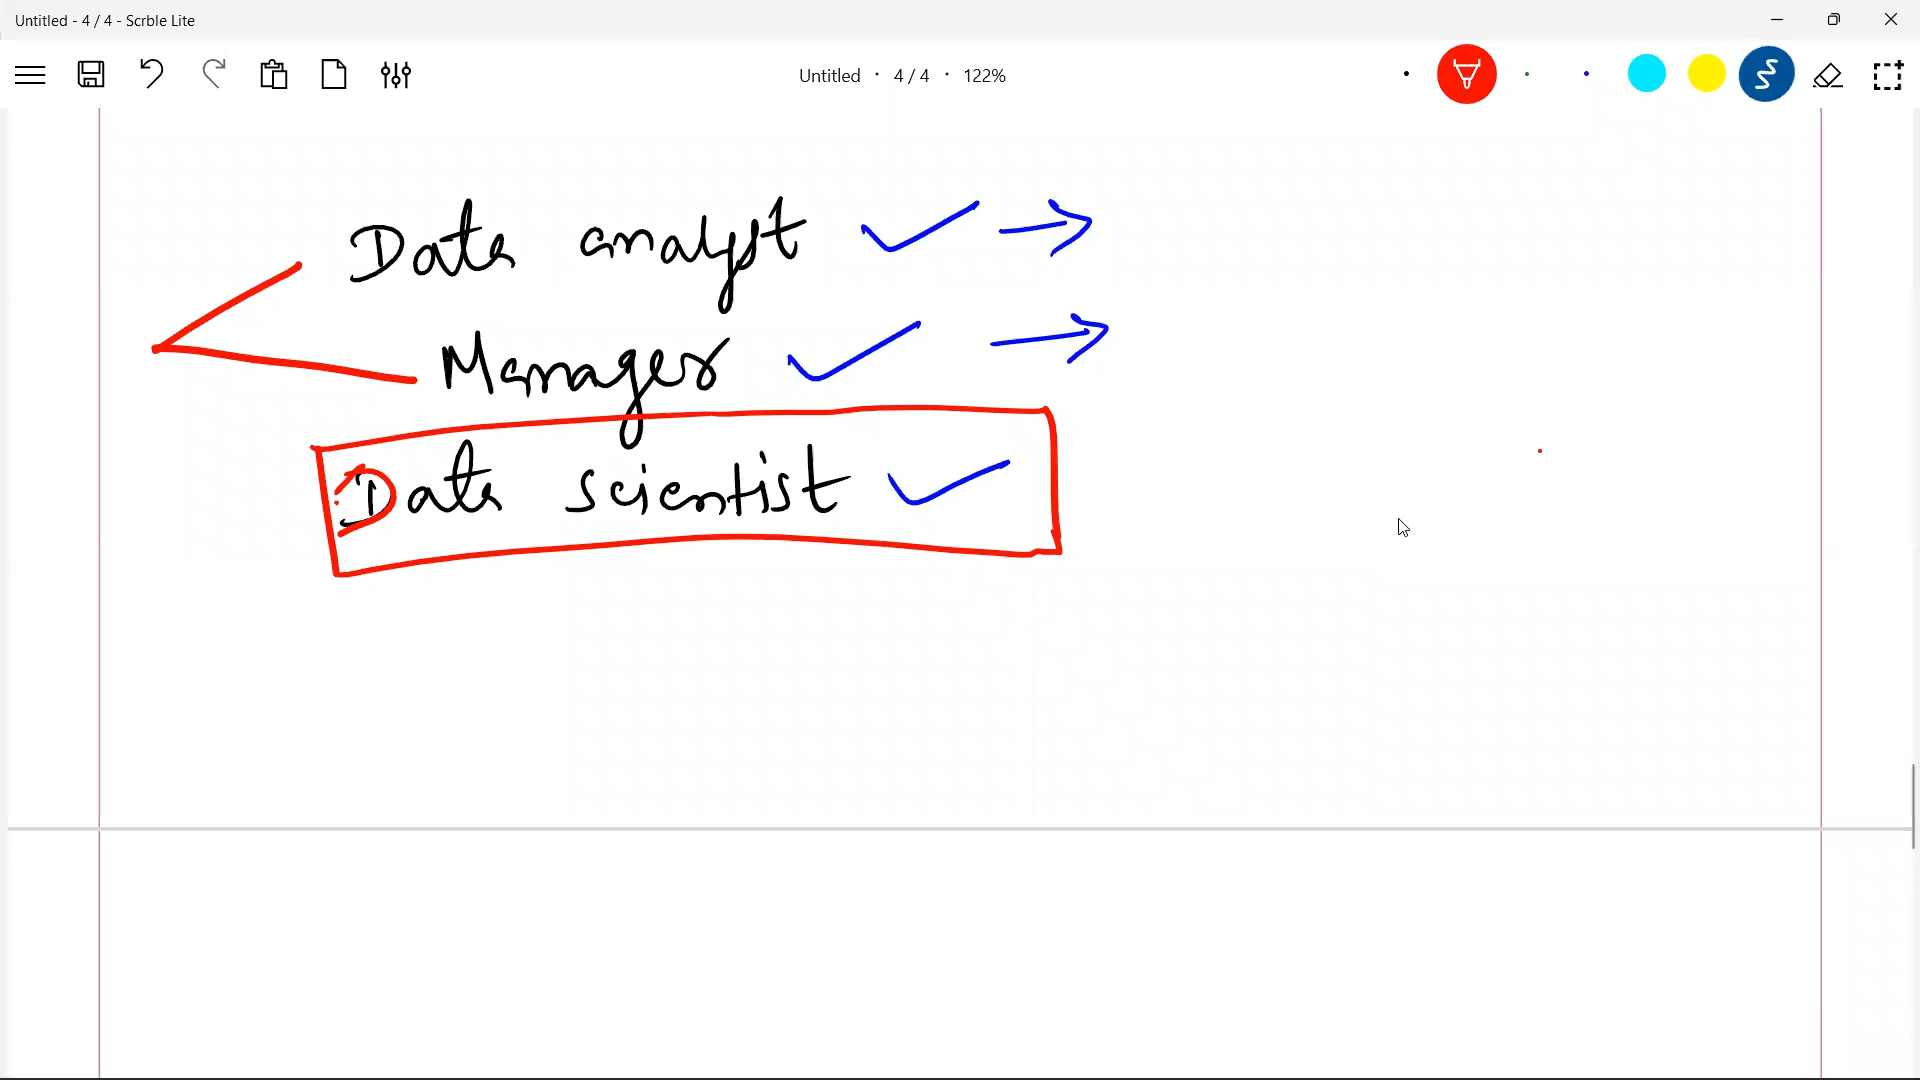 Untitled - 4 / 4 - Scrble Lite
Untitled · 4 / 4 · 122%
Data analyst
Manager
Data scientist